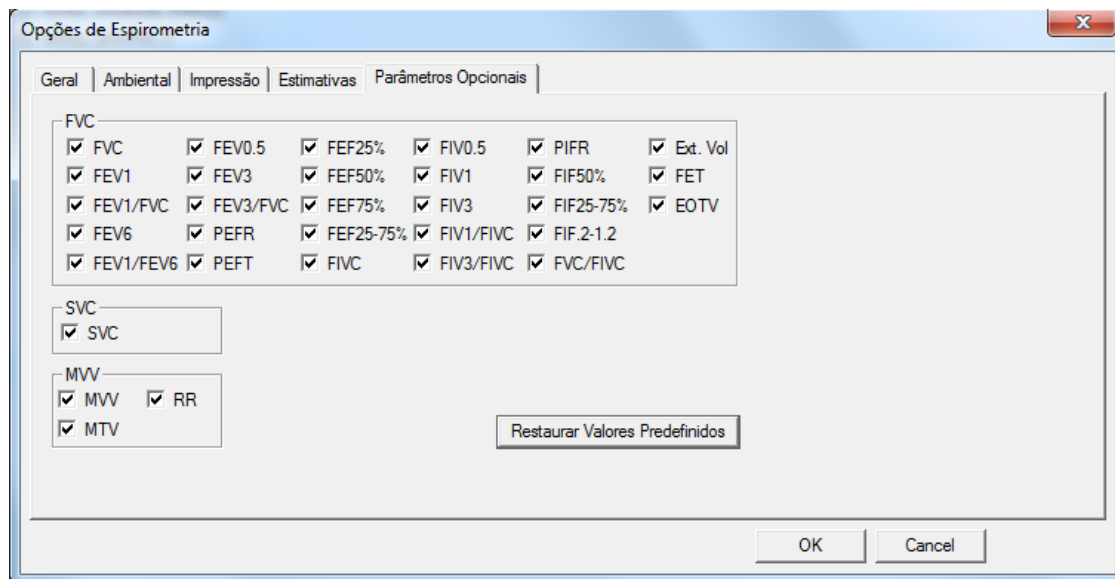 Opções de Espirometria
Geral Ambiental Impressão Estimativas Parâmetros Opcionais
FVC
FVC FEV0.5 FEF25% FIV0.5 PIFR Ext. Vol
FEV1 FEV3 FEF50% FIV1 FIF50% FET
FEV1/FVC FEV3/FVC FEF75% FIV3 FIF25-75% EOTV
FEV6 PEFR FEF25-75% FIV1/FIVC FIF.2-1.2
FEV1/FEV6 PEFT FIVC FIV3/FIVC FVC/FIVC
SVC
SVC
MVV
MVV RR
MTV
Restaurar Valores Predefinidos
OK Cancel